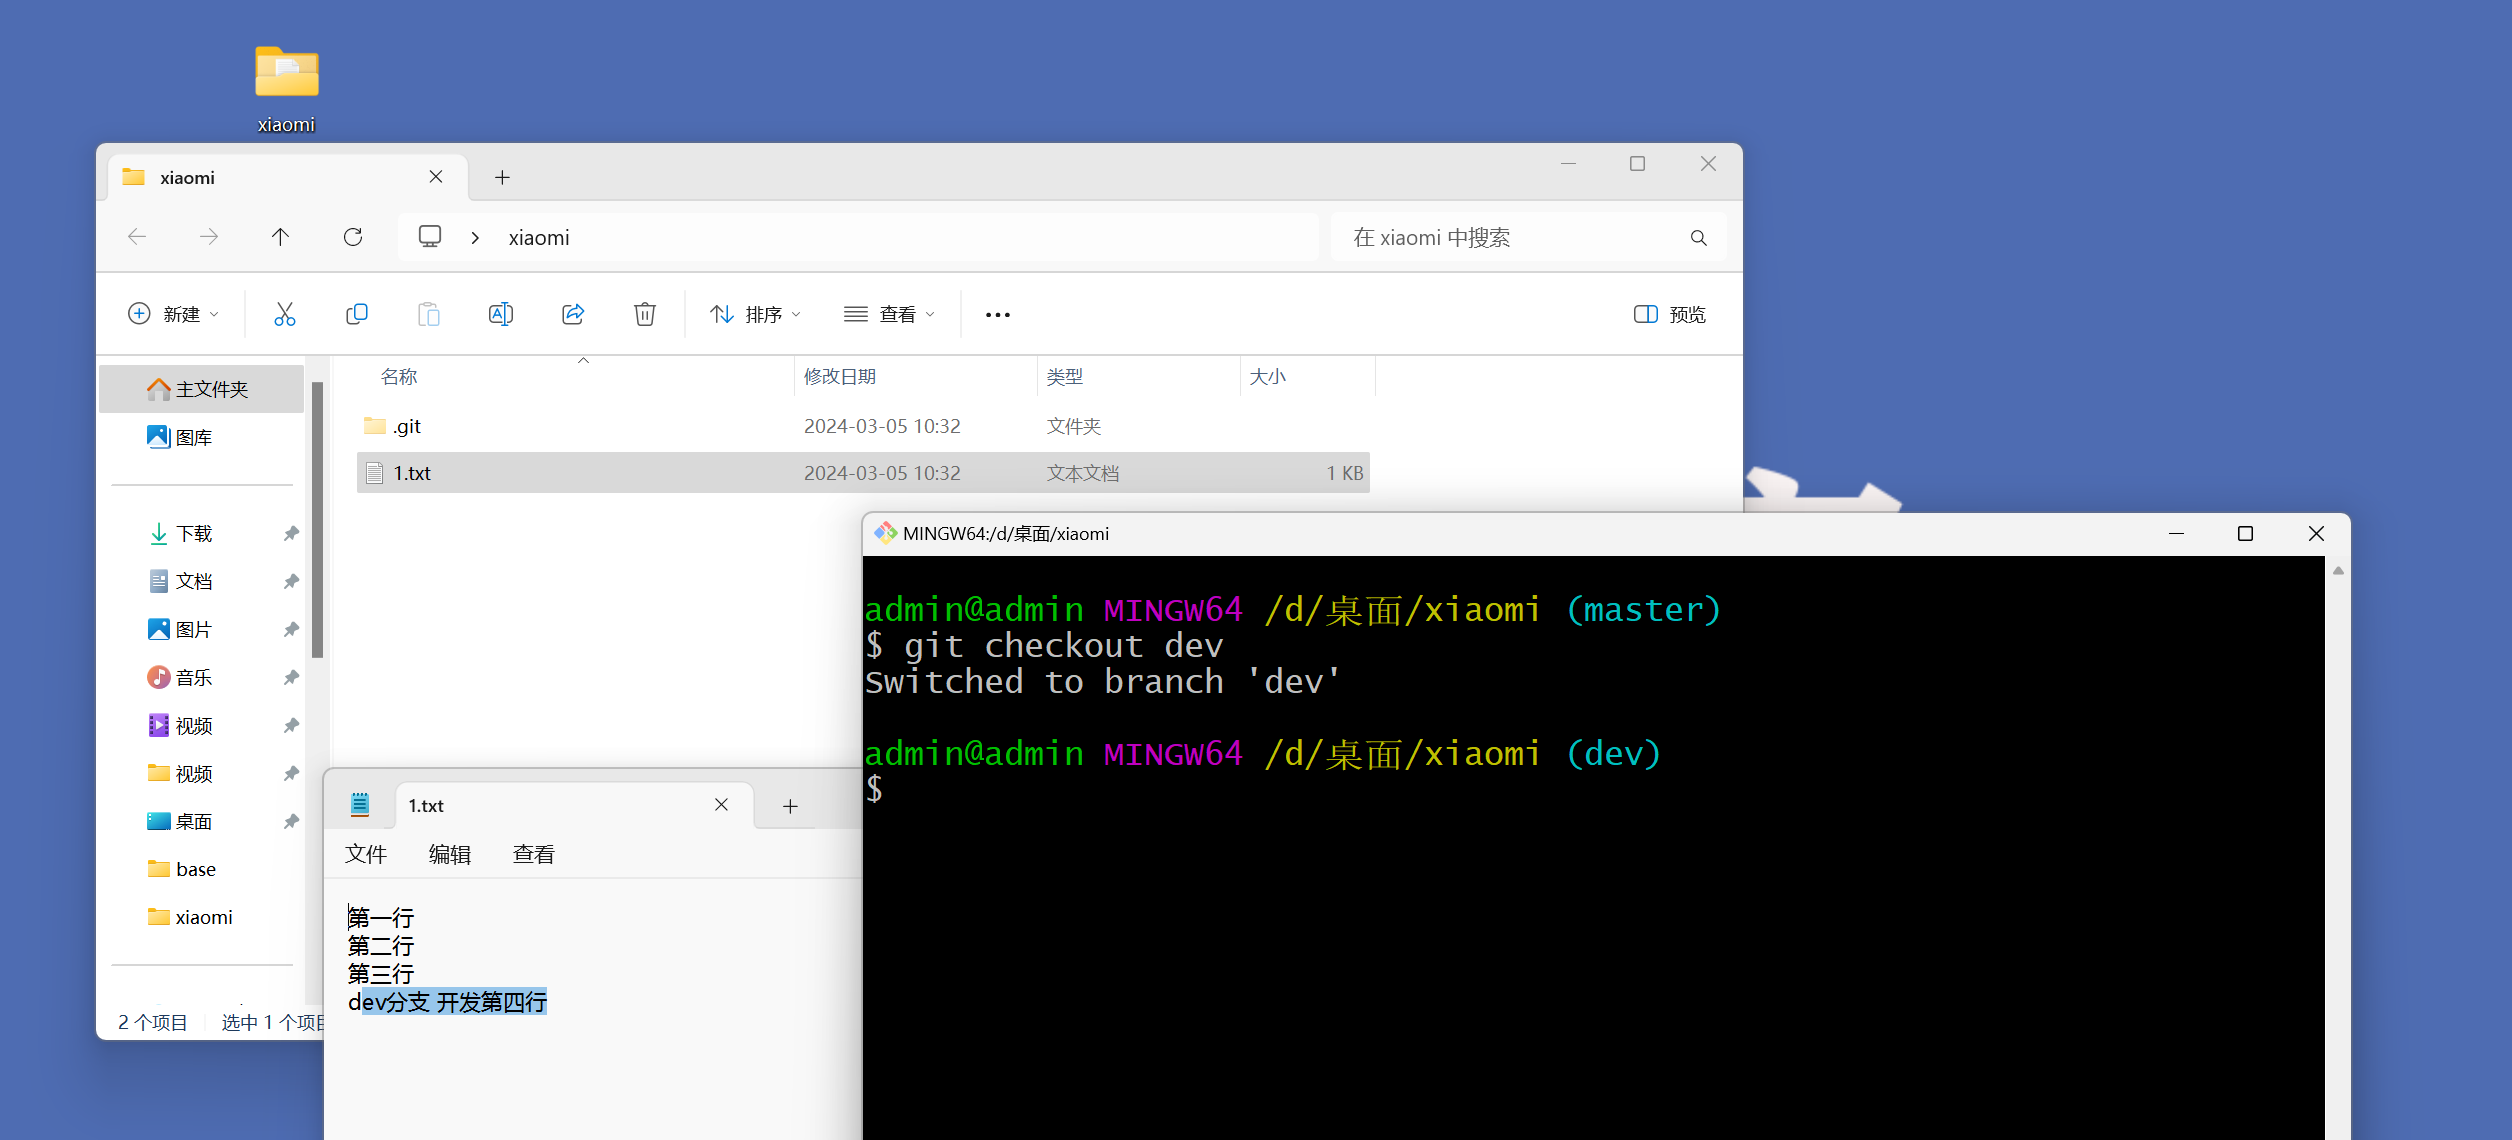 xiaomi
xiaomi
xiaomi
在 xiaomi 中搜索
新建
排序
查看
预览
名称
修改日期
类型
大小
.git
2024-03-05 10:32
文件夹
1.txt
2024-03-05 10:32
文本文档
1 KB
主文件夹
图库
下载
文档
图片
音乐
视频
视频
桌面
base
xiaomi
2 个项目
选中 1 个项目
1.txt
文件
编辑
查看
第一行
第二行
第三行
dev分支 开发第四行
MINGW64:/d/桌面/xiaomi
admin@admin MINGW64 /d/桌面/xiaomi (master)
$ git checkout dev
Switched to branch 'dev'
admin@admin MINGW64 /d/桌面/xiaomi (dev)
$